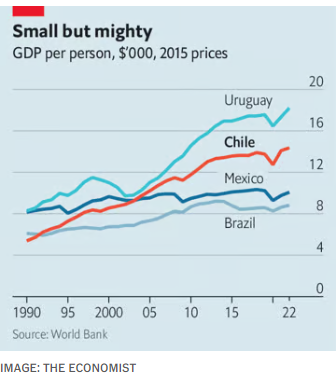 Small but mighty
GDP per person, $'000, 2015 prices
20
Uruguay
16
Chile
12
Mexico
8
Brazil
4
0
1990 95 2000 05 10 15 22
Source: World Bank
IMAGE: THE ECONOMIST